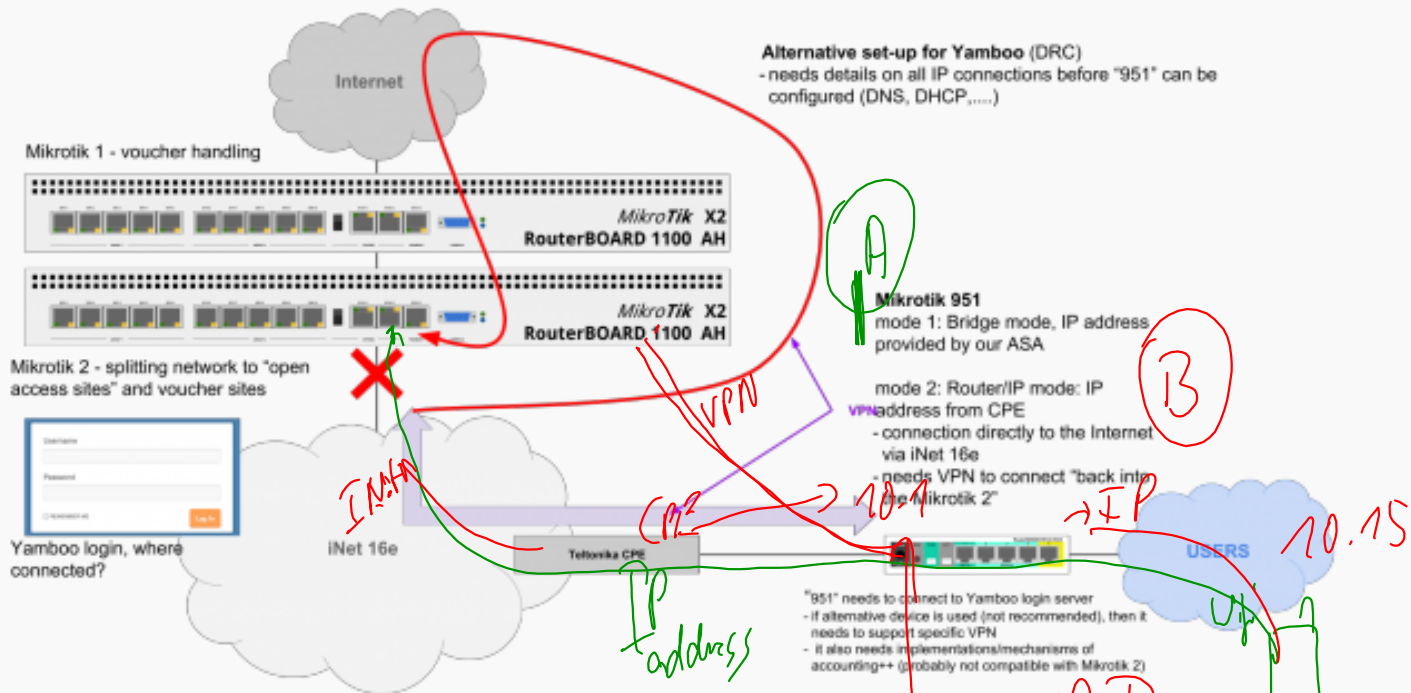 Internet
Alternative set-up for Yamboo (DRC)
- needs details on all IP connections before "951" can be
configured (DNS, DHCP,....)
Mikrotik 1 - voucher handling
MikroTik X2
RouterBOARD 1100 AH
MikroTik X2
RouterBOARD 1100 AH
A
Mikrotik 951
mode 1: Bridge mode, IP address
provided by our ASA
Mikrotik 2 - splitting network to "open
access sites" and voucher sites
B
mode 2: Router/IP mode: IP
VPN
VPN
address from CPE
- connection directly to the Internet
via iNet 16e
- needs VPN to connect "back into
the Mikrotik 2"
Username
Password
REMEMBER ME
Log In
Yamboo login, where
connected?
iNet 16e
CPE
10.1
IP
10.15
Teltonika CPE
USERS
IP
address
"951" needs to connect to Yamboo login server
- if alternative device is used (not recommended), then it
needs to support specific VPN
- it also needs implementations/mechanisms of
accounting++ (probably not compatible with Mikrotik 2)